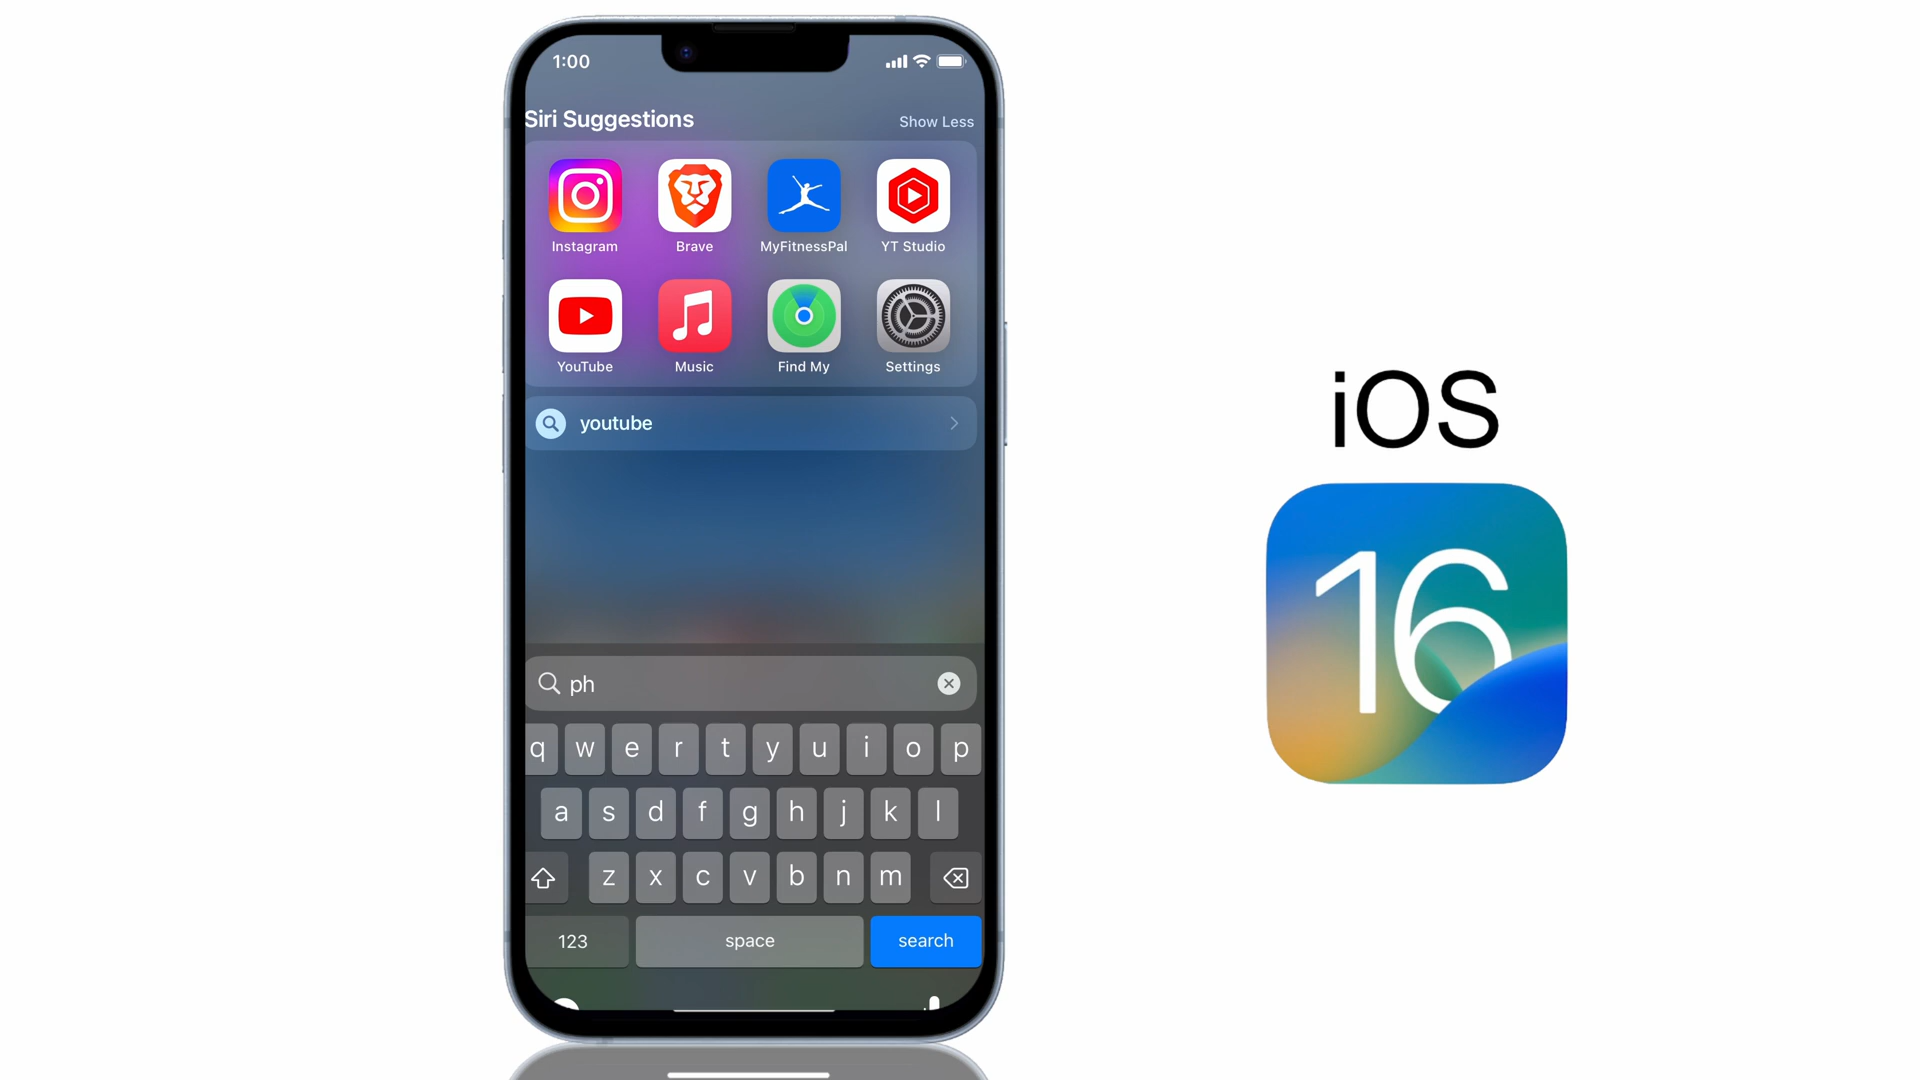 1:00
Siri Suggestions
Show Less
Instagram
Brave
MyFitnessPal
YT Studio
YouTube
Music
Find My
Settings
youtube
ph
q w e r t y u i o p
a s d f g h j k l
z x c v b n m
123
space
search
iOS
16